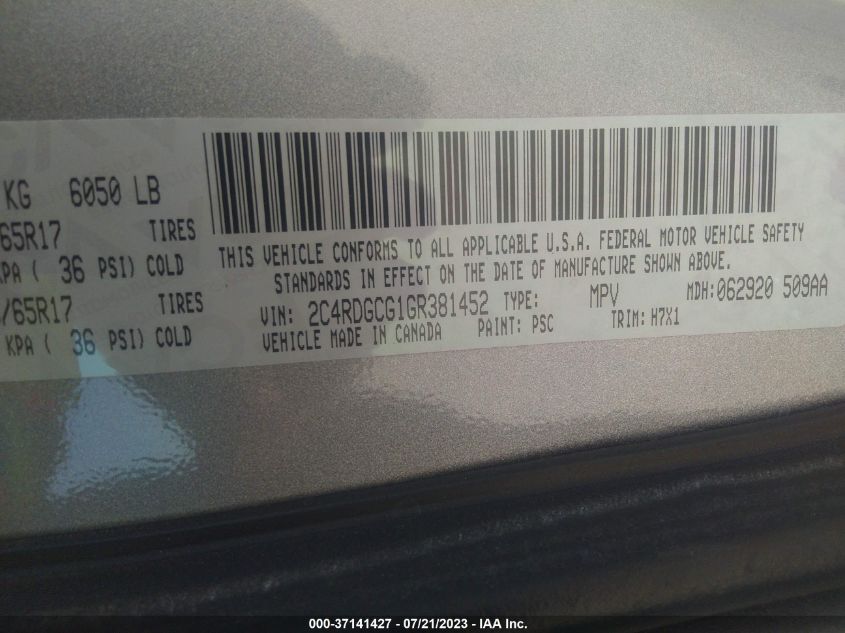 KG 6050 LB
65R17 TIRES
KPA ( 36 PSI) COLD
/65R17 TIRES
KPA ( 36 PSI) COLD
THIS VEHICLE CONFORMS TO ALL APPLICABLE U.S.A. FEDERAL MOTOR VEHICLE SAFETY
STANDARDS IN EFFECT ON THE DATE OF MANUFACTURE SHOWN ABOVE.
VIN: 2C4RDGCG1GR381452 TYPE: MPV MDH: 062920 509AA
VEHICLE MADE IN CANADA PAINT: PSC TRIM: H7X1
000-37141427 - 07/21/2023 - IAA Inc.